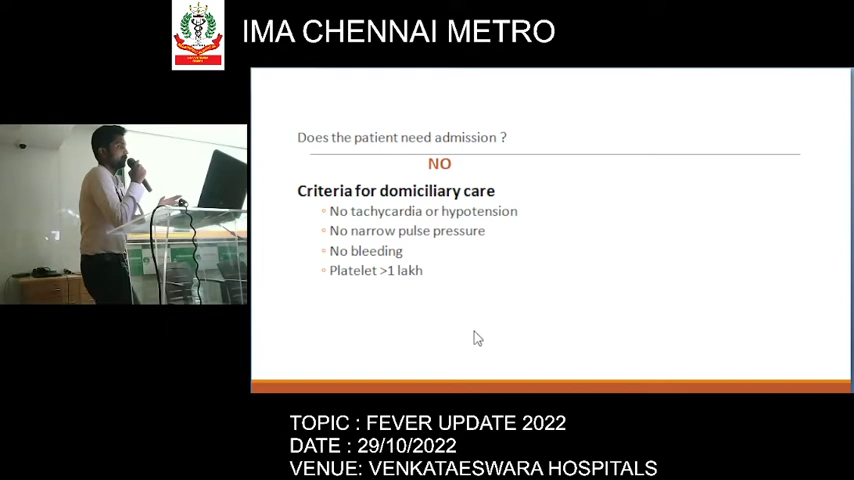 IMA CHENNAI METRO
Does the patient need admission ?
NO
Criteria for domiciliary care
◦ No tachycardia or hypotension
◦ No narrow pulse pressure
◦ No bleeding
◦ Platelet >1 lakh
TOPIC : FEVER UPDATE 2022
DATE : 29/10/2022
VENUE: VENKATAESWARA HOSPITALS